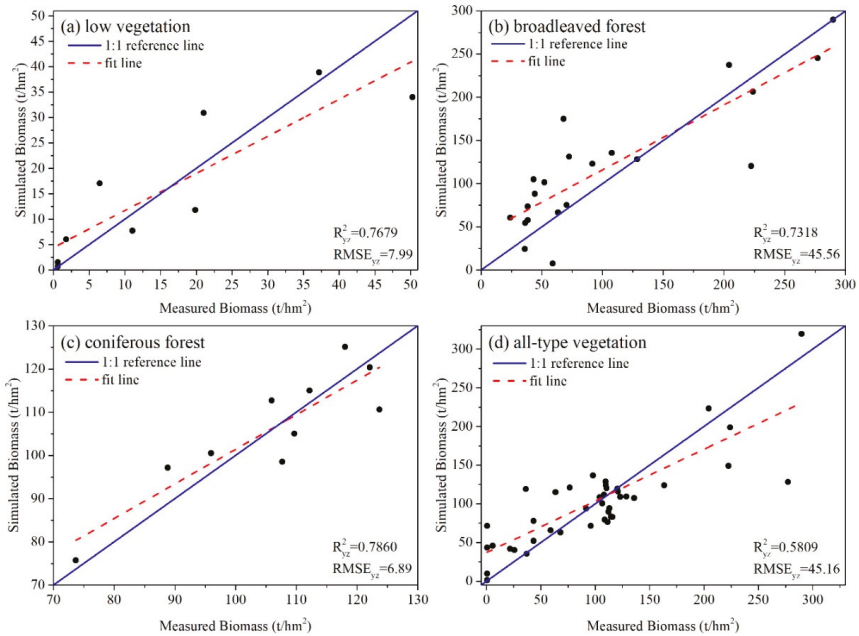 (a) low vegetation
1:1 reference line
fit line
R²yz=0.7679
RMSEyz=7.99
Simulated Biomass (t/hm²)
50
45
40
35
30
25
20
15
10
5
0
0 5 10 15 20 25 30 35 40 45 50
Measured Biomass (t/hm²)
(b) broadleaved forest
1:1 reference line
fit line
R²yz=0.7318
RMSEyz=45.56
Simulated Biomass (t/hm²)
300
250
200
150
100
50
0
0 50 100 150 200 250 300
Measured Biomass (t/hm²)
(c) coniferous forest
1:1 reference line
fit line
R²yz=0.7860
RMSEyz=6.89
Simulated Biomass (t/hm²)
130
120
110
100
90
80
70
70 80 90 100 110 120 130
Measured Biomass (t/hm²)
(d) all-type vegetation
1:1 reference line
fit line
R²yz=0.5809
RMSEyz=45.16
Simulated Biomass (t/hm²)
300
250
200
150
100
50
0
0 50 100 150 200 250 300
Measured Biomass (t/hm²)